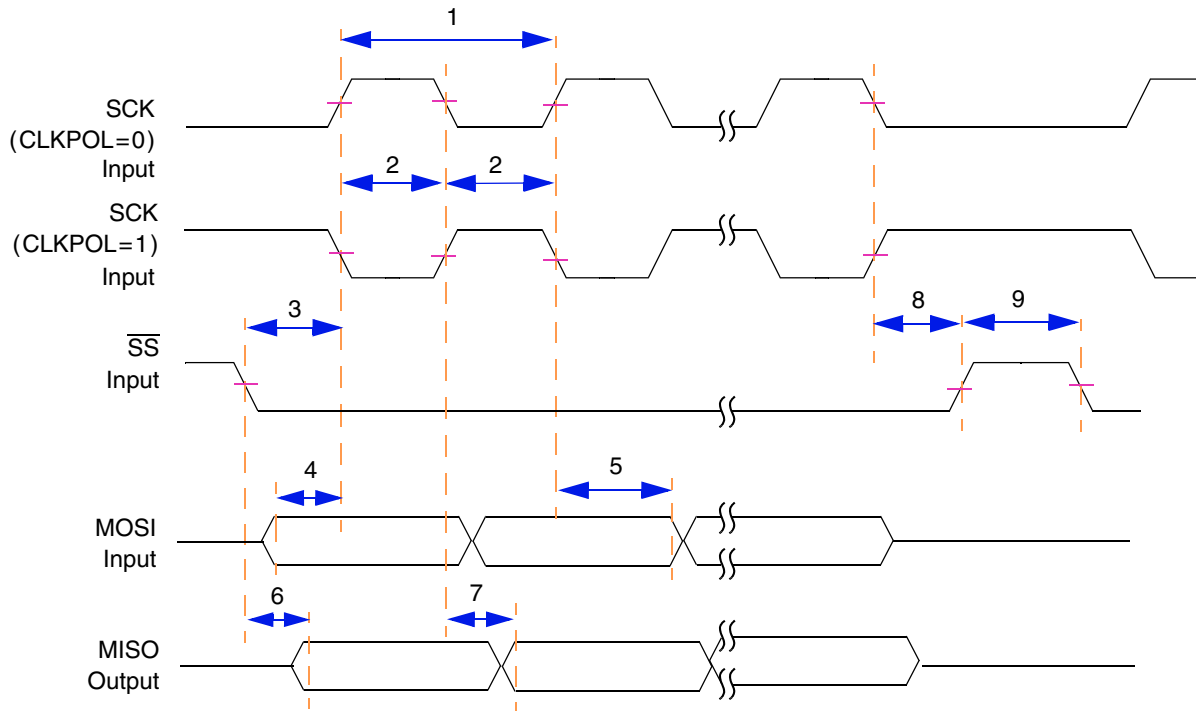 1
SCK
(CLKPOL=0)
Input
2 2
SCK
(CLKPOL=1)
Input
3 8 9
SS
Input
4 5
MOSI
Input
6 7
MISO
Output